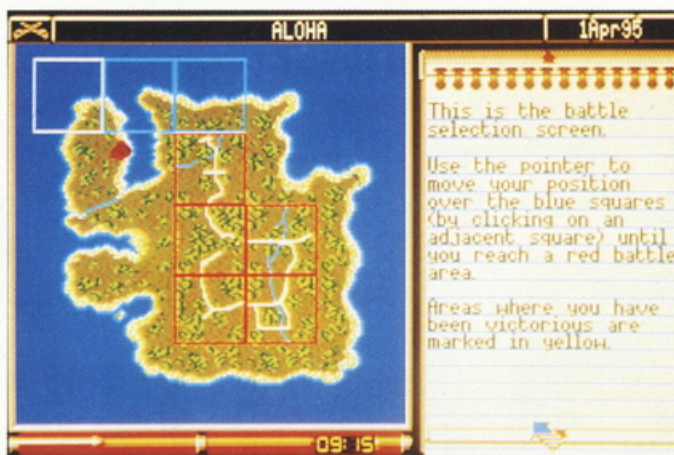 ALOHA
1Apr95
This is the battle
selection screen.
Use the pointer to
move your position
over the blue squares
(by clicking on an
adjacent square) until
you reach a red battle
area.
Areas where you have
been victorious are
marked in yellow.
09:15